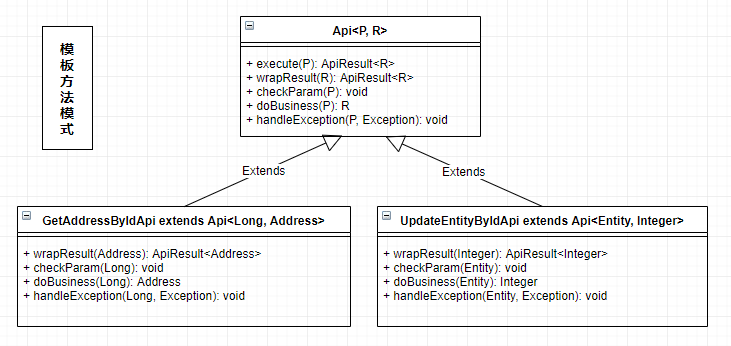 模板方法模式
Api<P, R>
+ execute(P): ApiResult<R>
+ wrapResult(R): ApiResult<R>
+ checkParam(P): void
+ doBusiness(P): R
+ handleException(P, Exception): void
Extends
Extends
GetAddressByIdApi extends Api<Long, Address>
+ wrapResult(Address): ApiResult<Address>
+ checkParam(Long): void
+ doBusiness(Long): Address
+ handleException(Long, Exception): void
UpdateEntityByIdApi extends Api<Entity, Integer>
+ wrapResult(Integer): ApiResult<Integer>
+ checkParam(Entity): void
+ doBusiness(Entity): Integer
+ handleException(Entity, Exception): void